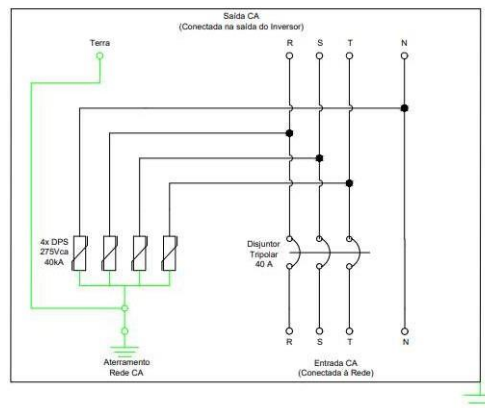 Saída CA
(Conectada na saída do Inversor)
Terra
R S T N
4x DPS
275Vca
40kA
Disjuntor
Tripolar
40 A
R S T N
Aterramento
Rede CA
Entrada CA
(Conectada à Rede)